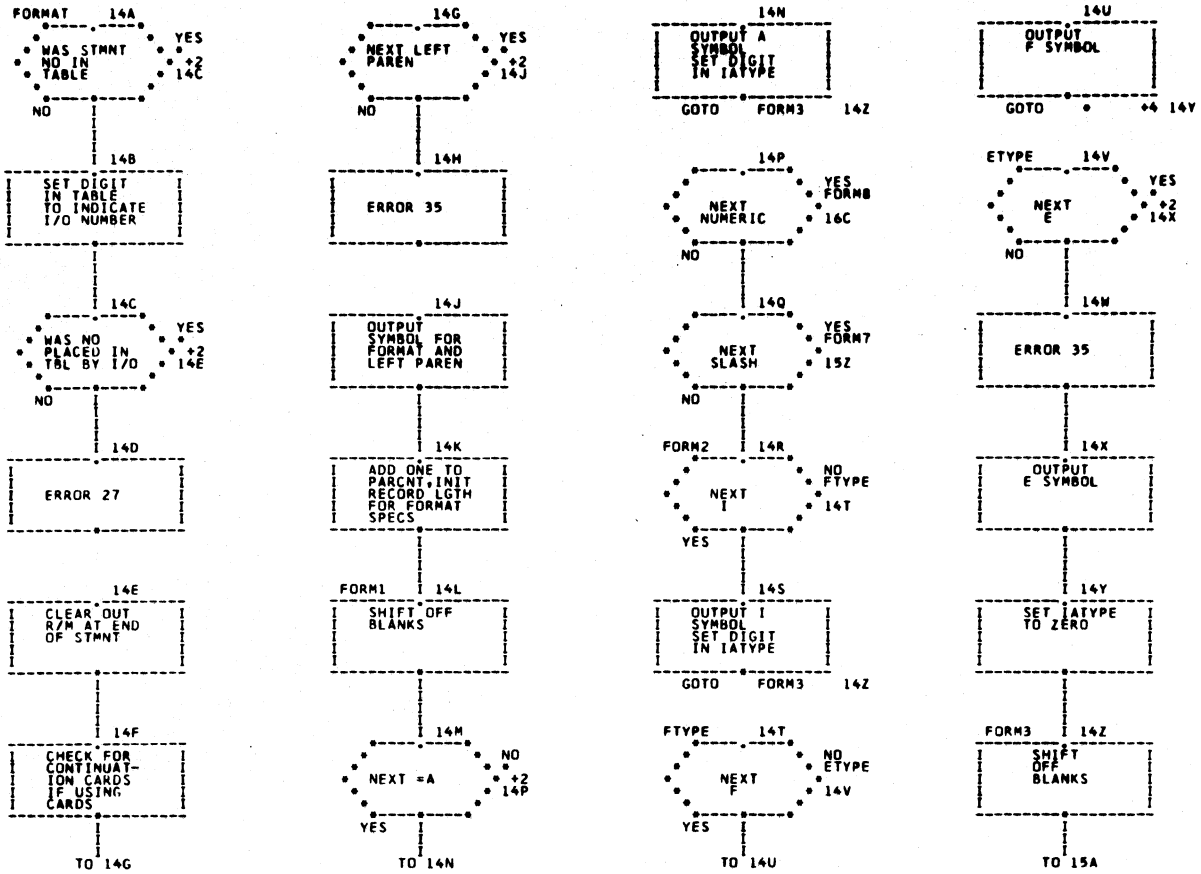 FORMAT 14A
WAS STMNT
NO IN
TABLE
YES
+2
14C
NO
14B
SET DIGIT
IN TABLE
TO INDICATE
I/O NUMBER
14C
WAS NO
PLACED IN
TBL BY I/O
YES
+2
14E
NO
14D
ERROR 27
14E
CLEAR OUT
R/M AT END
OF STMNT
14F
CHECK FOR
CONTINUAT-
ION CARDS
IF USING
CARDS
TO 14G
14G
NEXT LEFT
PAREN
YES
+2
14J
NO
14H
ERROR 35
14J
OUTPUT
SYMBOL FOR
FORMAT AND
LEFT PAREN
14K
ADD ONE TO
PARCNT,INIT
RECORD LGTH
FOR FORMAT
SPECS
FORM1 14L
SHIFT OFF
BLANKS
14M
NEXT =A
NO
+2
14P
YES
TO 14N
14N
OUTPUT A
SYMBOL
SET DIGIT
IN IATYPE
GOTO FORM3 14Z
14P
NEXT
NUMERIC
YES
FORM8
16C
NO
14Q
NEXT
SLASH
YES
FORM7
15Z
NO
FORM2 14R
NEXT
I
NO
FTYPE
14T
YES
14S
OUTPUT I
SYMBOL
SET DIGIT
IN IATYPE
GOTO FORM3 14Z
FTYPE 14T
NEXT
F
NO
ETYPE
14V
YES
TO 14U
14U
OUTPUT
F SYMBOL
GOTO * +4 14Y
ETYPE 14V
NEXT
E
YES
+2
14X
NO
14W
ERROR 35
14X
OUTPUT
E SYMBOL
14Y
SET IATYPE
TO ZERO
FORM3 14Z
SHIFT
OFF
BLANKS
TO 15A